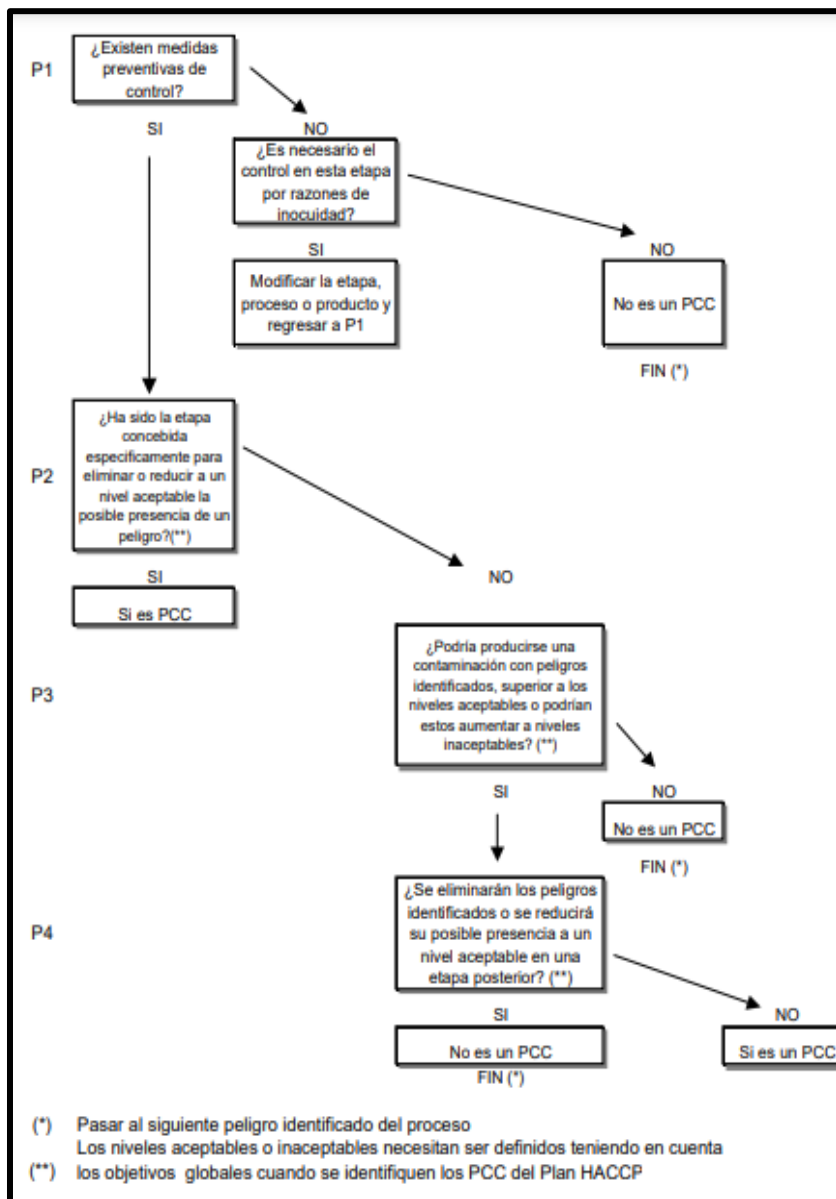 P1
¿Existen medidas
preventivas de
control?
SI
NO
¿Es necesario el
control en esta etapa
por razones de
inocuidad?
SI
NO
Modificar la etapa,
proceso o producto y
regresar a P1
No es un PCC
FIN (*)
P2
¿Ha sido la etapa
concebida
especificamente para
eliminar o reducir a un
nivel aceptable la
posible presencia de un
peligro?(**)
SI
NO
Si es PCC
P3
¿Podría producirse una
contaminación con peligros
identificados, superior a los
niveles aceptables o podrían
estos aumentar a niveles
inaceptables? (**)
SI
NO
No es un PCC
FIN (*)
P4
¿Se eliminarán los peligros
identificados o se reducirá
su posible presencia a un
nivel aceptable en una
etapa posterior? (**)
SI
NO
No es un PCC
Si es un PCC
FIN (*)
(*) Pasar al siguiente peligro identificado del proceso
Los niveles aceptables o inaceptables necesitan ser definidos teniendo en cuenta
(**) los objetivos globales cuando se identifiquen los PCC del Plan HACCP